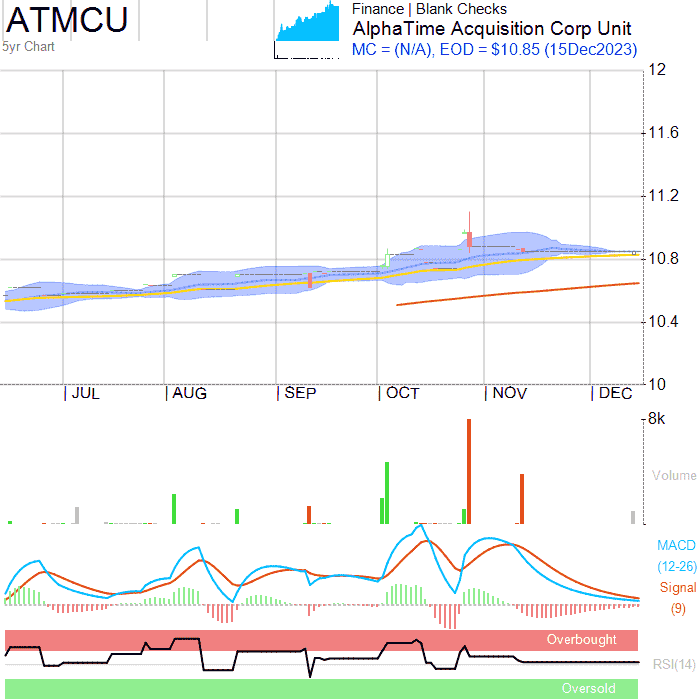 ATMCU
5yr Chart
Finance | Blank Checks
AlphaTime Acquisition Corp Unit
MC = (N/A), EOD = $10.85 (15Dec2023)
12
11.6
11.2
10.8
10.4
10
JUL AUG SEP OCT NOV DEC
8k
Volume
MACD
(12-26)
Signal
(9)
Overbought
RSI(14)
Oversold